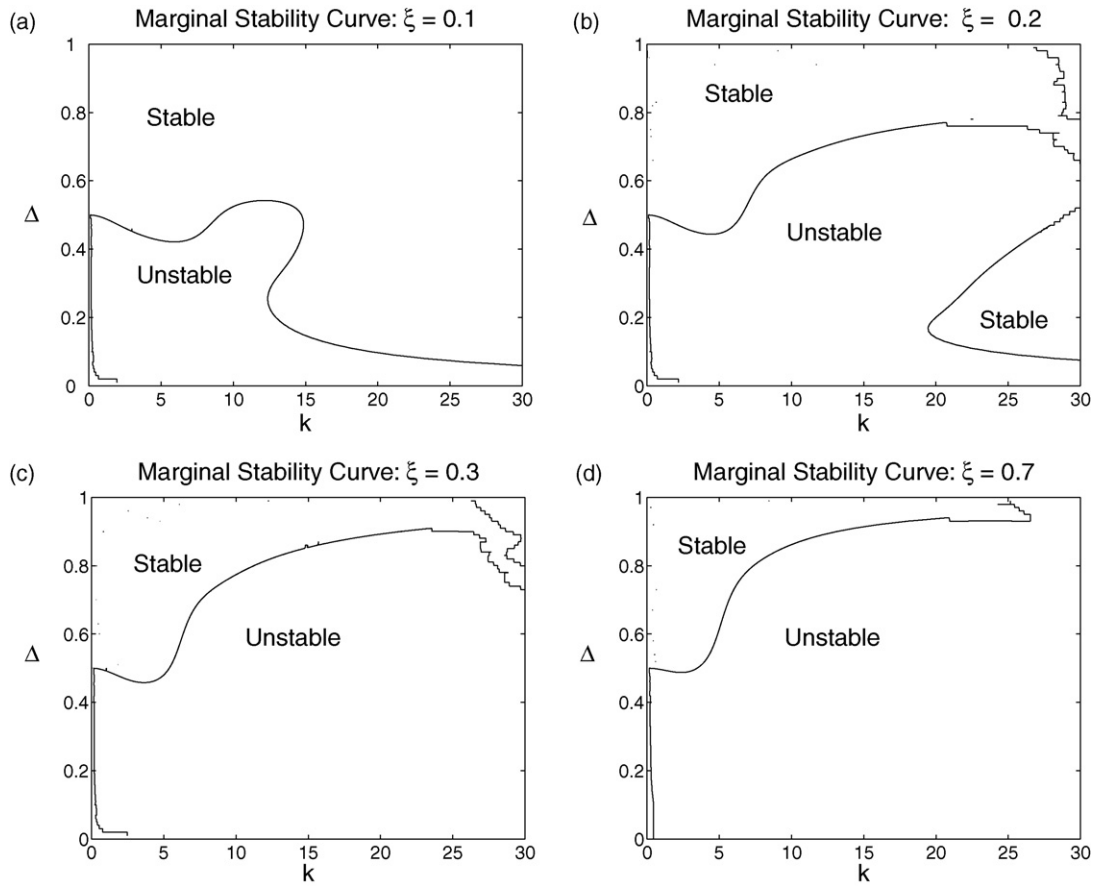 (a) Marginal Stability Curve: ξ = 0.1
1
0.8
0.6
Δ
0.4
0.2
0
Stable
Unstable
0 5 10 15 20 25 30
k
(b) Marginal Stability Curve: ξ = 0.2
1
0.8
0.6
Δ
0.4
0.2
0
Stable
Unstable
Stable
0 5 10 15 20 25 30
k
(c) Marginal Stability Curve: ξ = 0.3
1
0.8
0.6
Δ
0.4
0.2
0
Stable
Unstable
0 5 10 15 20 25 30
k
(d) Marginal Stability Curve: ξ = 0.7
1
0.8
0.6
Δ
0.4
0.2
0
Stable
Unstable
0 5 10 15 20 25 30
k